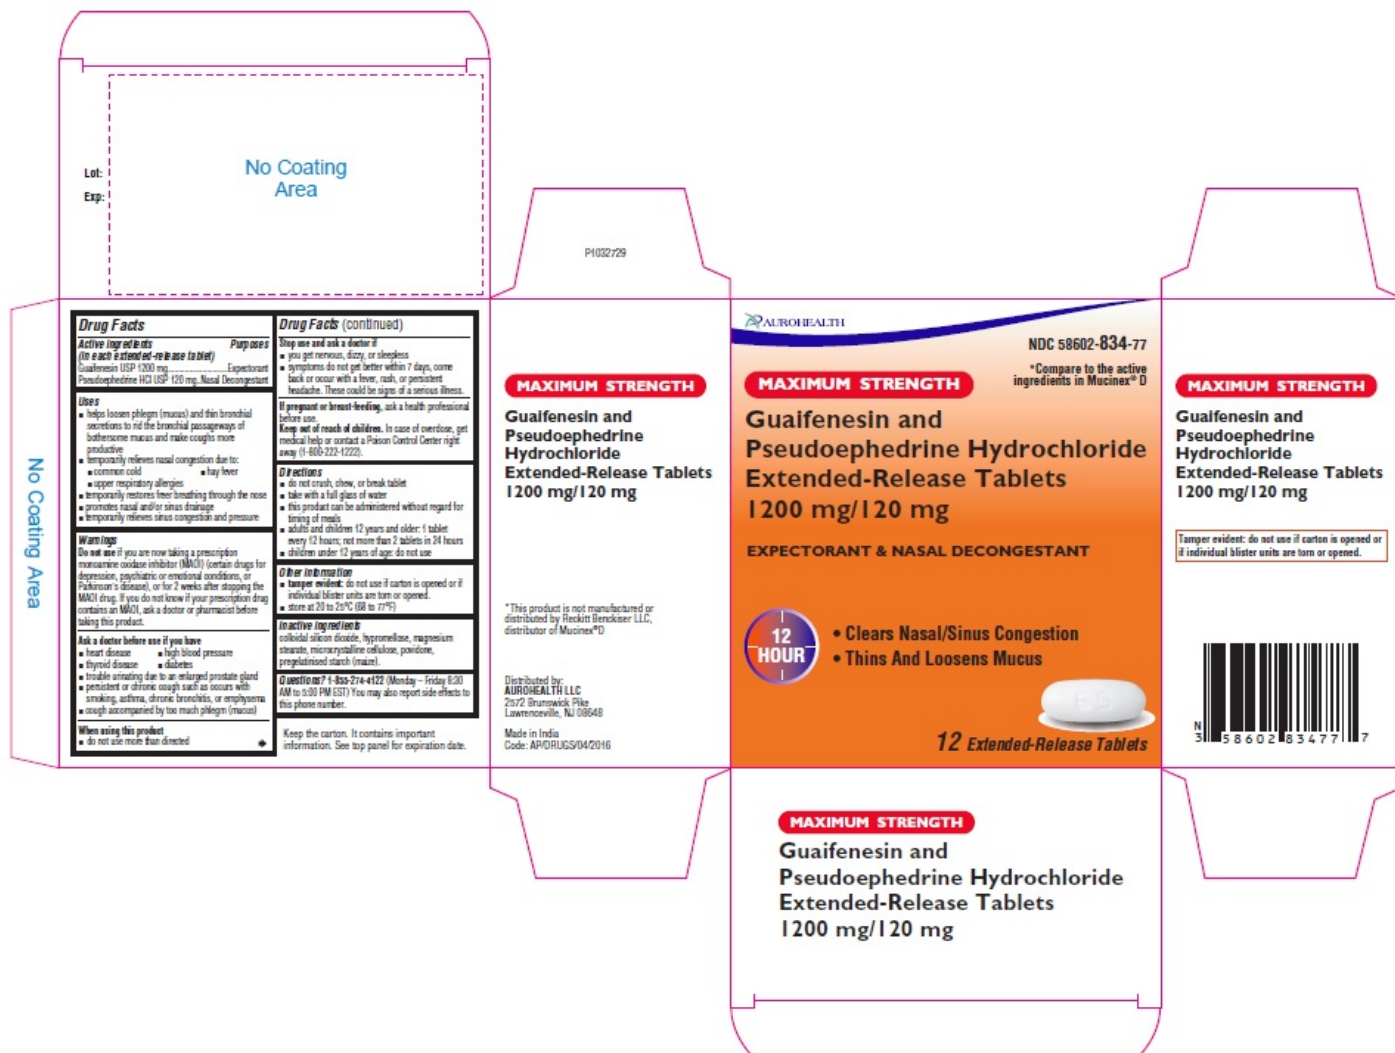 No Coating
Area
Lot:
Exp:
P1032729
No Coating Area
Drug Facts
Active ingredients Purposes
(in each extended-release tablet)
Guaifenesin USP 1200 mg........................Expectorant
Pseudoephedrine HCl USP 120 mg..Nasal Decongestant
Uses
▪ helps loosen phlegm (mucus) and thin bronchial
secretions to rid the bronchial passageways of
bothersome mucus and make coughs more
productive
▪ temporarily relieves nasal congestion due to:
▪ common cold ▪ hay fever
▪ upper respiratory allergies
▪ temporarily restores freer breathing through the nose
▪ promotes nasal and/or sinus drainage
▪ temporarily relieves sinus congestion and pressure
Warnings
Do not use if you are now taking a prescription
monoamine oxidase inhibitor (MAOI) (certain drugs for
depression, psychiatric or emotional conditions, or
Parkinson's disease), or for 2 weeks after stopping the
MAOI drug. If you do not know if your prescription drug
contains an MAOI, ask a doctor or pharmacist before
taking this product.
Ask a doctor before use if you have
▪ heart disease ▪ high blood pressure
▪ thyroid disease ▪ diabetes
▪ trouble urinating due to an enlarged prostate gland
▪ persistent or chronic cough such as occurs with
smoking, asthma, chronic bronchitis, or emphysema
▪ cough accompanied by too much phlegm (mucus)
When using this product
▪ do not use more than directed
Drug Facts (continued)
Stop use and ask a doctor if
▪ you get nervous, dizzy, or sleepless
▪ symptoms do not get better within 7 days, come
back or occur with a fever, rash, or persistent
headache. These could be signs of a serious illness.
If pregnant or breast-feeding, ask a health professional
before use.
Keep out of reach of children. In case of overdose, get
medical help or contact a Poison Control Center right
away (1-800-222-1222).
Directions
▪ do not crush, chew, or break tablet
▪ take with a full glass of water
▪ this product can be administered without regard for
timing of meals
▪ adults and children 12 years and older: 1 tablet
every 12 hours; not more than 2 tablets in 24 hours
▪ children under 12 years of age: do not use
Other information
▪ tamper evident: do not use if carton is opened or if
individual blister units are torn or opened.
▪ store at 20 to 25°C (68 to 77°F)
Inactive ingredients
colloidal silicon dioxide, hypromellose, magnesium
stearate, microcrystalline cellulose, povidone,
pregelatinised starch (maize).
Questions? 1-855-274-4122 (Monday – Friday 8:30
AM to 5:00 PM EST) You may also report side effects to
this phone number.
Keep the carton. It contains important
information. See top panel for expiration date.
MAXIMUM STRENGTH
Guaifenesin and
Pseudoephedrine
Hydrochloride
Extended-Release Tablets
1200 mg/120 mg
*This product is not manufactured or
distributed by Reckitt Benckiser LLC,
distributor of Mucinex®D
Distributed by:
AUROHEALTH LLC
2572 Brunswick Pike
Lawrenceville, NJ 08648
Made in India
Code: AP/DRUGS/04/2016
AUROHEALTH
NDC 58602-834-77
*Compare to the active
ingredients in Mucinex® D
MAXIMUM STRENGTH
Guaifenesin and
Pseudoephedrine Hydrochloride
Extended-Release Tablets
1200 mg/120 mg
EXPECTORANT & NASAL DECONGESTANT
12
HOUR
• Clears Nasal/Sinus Congestion
• Thins And Loosens Mucus
12 Extended-Release Tablets
MAXIMUM STRENGTH
Guaifenesin and
Pseudoephedrine
Hydrochloride
Extended-Release Tablets
1200 mg/120 mg
Tamper evident: do not use if carton is opened or
if individual blister units are torn or opened.
N
3 58602 83477 7
MAXIMUM STRENGTH
Guaifenesin and
Pseudoephedrine Hydrochloride
Extended-Release Tablets
1200 mg/120 mg